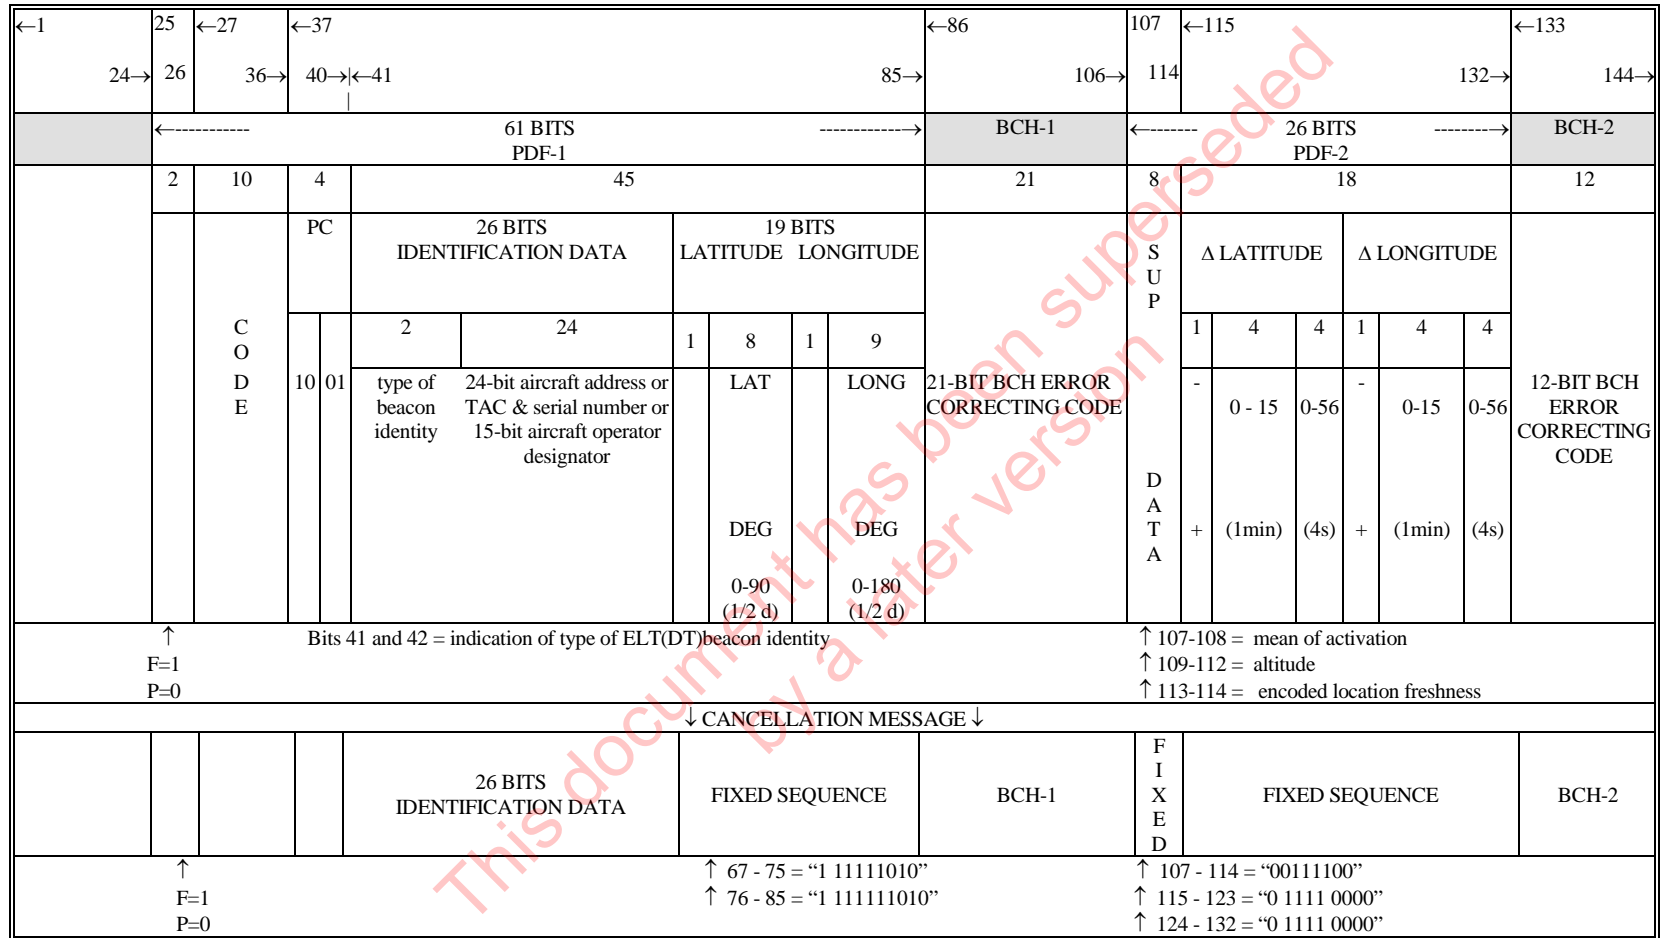 ←1 25 ←27 ←37 ←86 107 ←115 ←133
24→ 26 36→ 40→|←41 85→ 106→ 114 132→ 144→
|
←----------- 61 BITS -------------→ BCH-1 ←------- 26 BITS --------→ BCH-2
PDF-1 PDF-2
2 10 4 45 21 8 18 12
PC 26 BITS 19 BITS
IDENTIFICATION DATA LATITUDE LONGITUDE S Δ LATITUDE Δ LONGITUDE
U
P
C 2 24 1 8 1 9 1 4 4 1 4 4
O
D 10 01 type of 24-bit aircraft address or LAT LONG 21-BIT BCH ERROR - - 12-BIT BCH
E beacon TAC & serial number or CORRECTING CODE 0 - 15 0-56 0-15 0-56 ERROR
identity 15-bit aircraft operator CORRECTING
designator CODE
D
A
DEG DEG T + (1min) (4s) + (1min) (4s)
A
0-90 0-180
(1/2 d) (1/2 d)
↑ Bits 41 and 42 = indication of type of ELT(DT)beacon identity ↑ 107-108 = mean of activation
F=1 ↑ 109-112 = altitude
P=0 ↑ 113-114 = encoded location freshness
↓ CANCELLATION MESSAGE ↓
F
I
26 BITS FIXED SEQUENCE BCH-1 X FIXED SEQUENCE BCH-2
IDENTIFICATION DATA E
D
↑ ↑ 67 - 75 = “1 11111010” ↑ 107 - 114 = “00111100”
F=1 ↑ 76 - 85 = “1 111111010” ↑ 115 - 123 = “0 1111 0000”
P=0 ↑ 124 - 132 = “0 1111 0000”
This document has been superseded
by a later version